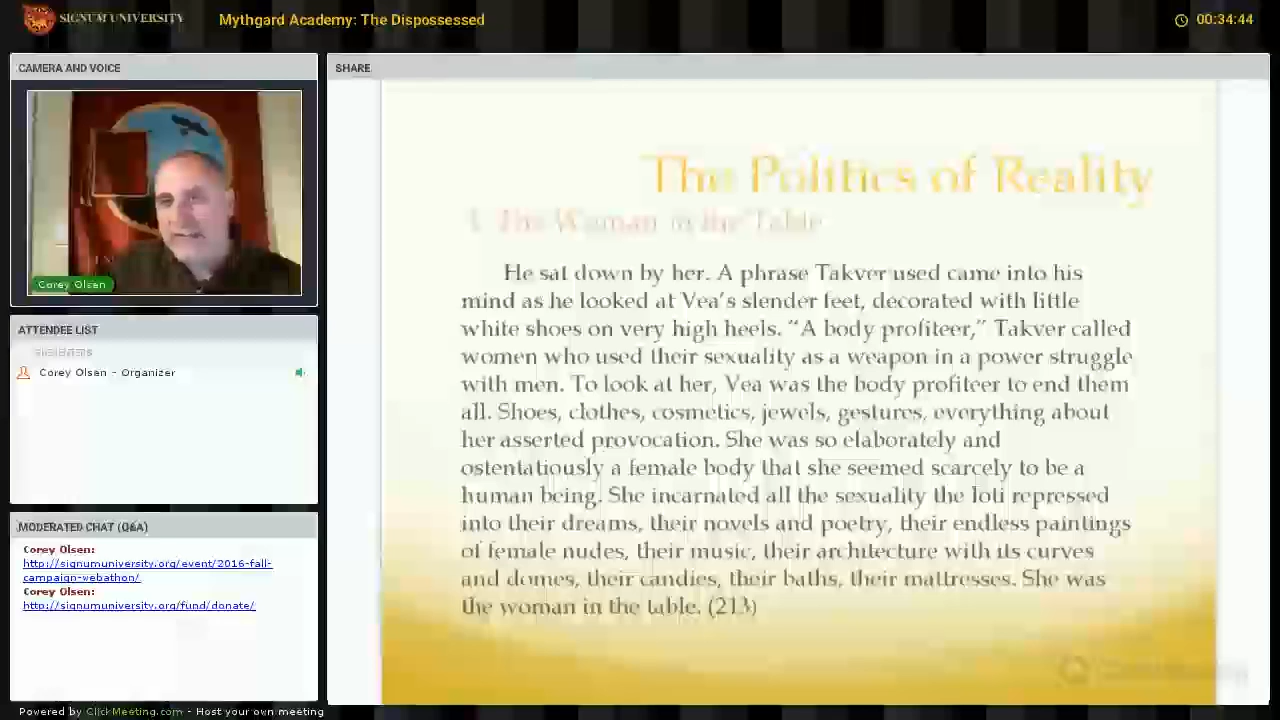 SIGNUM UNIVERSITY
Mythgard Academy: The Dispossessed
00:34:44
CAMERA AND VOICE
Corey Olsen
ATTENDEE LIST
Corey Olsen - Organizer
MODERATED CHAT (Q&A)
Corey Olsen:
http://signumuniversity.org/event/2016-fall-
campaign-webathon/
Corey Olsen:
http://signumuniversity.org/fund/donate/
SHARE
The Politics of Reality
The Woman in the Table
He sat down by her. A phrase Takver used came into his
mind as he looked at Vea's slender feet, decorated with little
white shoes on very high heels. "A body profiteer," Takver called
women who used their sexuality as a weapon in a power struggle
with men. To look at her, Vea was the body profiteer to end them
all. Shoes, clothes, cosmetics, jewels, gestures, everything about
her asserted provocation. She was so elaborately and
ostentatiously a female body that she seemed scarcely to be a
human being. She incarnated all the sexuality the Ioti repressed
into their dreams, their novels and poetry, their endless paintings
of female nudes, their music, their architecture with its curves
and domes, their candies, their baths, their mattresses. She was
the woman in the table. (213)
Powered by ClickMeeting.com - Host your own meeting